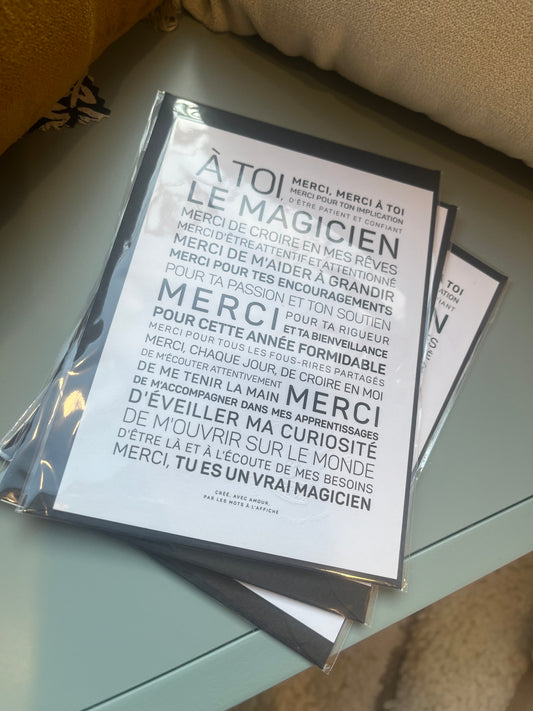 À TOI, MERCI, MERCI À TOI
MERCI POUR TON IMPLICATION
D'ÊTRE PATIENT ET CONFIANT
LE MAGICIEN
MERCI DE CROIRE EN MES RÊVES
MERCI D'ÊTRE ATTENTIF ET ATTENTIONNÉ
MERCI DE M'AIDER À GRANDIR
MERCI POUR TES ENCOURAGEMENTS
POUR TA PASSION ET TON SOUTIEN
MERCI POUR TA RIGUEUR
ET TA BIENVEILLANCE
POUR CETTE ANNÉE FORMIDABLE
MERCI POUR TOUS LES FOUS-RIRES PARTAGÉS
MERCI, CHAQUE JOUR, DE CROIRE EN MOI
DE M'ÉCOUTER ATTENTIVEMENT
DE ME TENIR LA MAIN MERCI
DE M'ACCOMPAGNER DANS MES APPRENTISSAGES
D'ÉVEILLER MA CURIOSITÉ
DE M'OUVRIR SUR LE MONDE
D'ÊTRE LÀ ET À L'ÉCOUTE DE MES BESOINS
MERCI, TU ES UN VRAI MAGICIEN
CRÉÉ, AVEC AMOUR,
PAR LES MOTS À L'AFFICHE
À TOI
ICATION
FIANT
EN